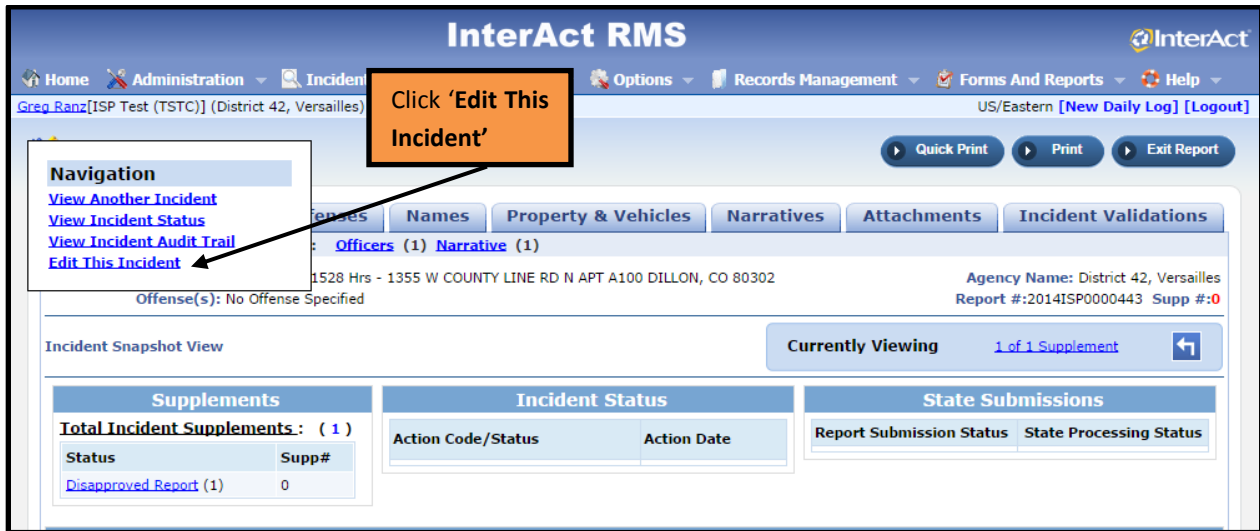 InterAct RMS
InterAct
Home Administration Incident Options Records Management Forms And Reports Help
Click ‘Edit This
Incident’
Greg Ranz[ISP Test (TSTC)] (District 42, Versailles) US/Eastern [New Daily Log] [Logout]
Quick Print Print Exit Report
Navigation
View Another Incident
View Incident Status
View Incident Audit Trail
Edit This Incident
Names Property & Vehicles Narratives Attachments Incident Validations
: Officers (1) Narrative (1)
1528 Hrs - 1355 W COUNTY LINE RD N APT A100 DILLON, CO 80302 Agency Name: District 42, Versailles
Offense(s): No Offense Specified Report #:2014ISP0000443 Supp #:0
Incident Snapshot View Currently Viewing 1 of 1 Supplement
Supplements Incident Status State Submissions
Total Incident Supplements : ( 1 )
Action Code/Status Action Date Report Submission Status State Processing Status
Status Supp#
Disapproved Report (1) 0